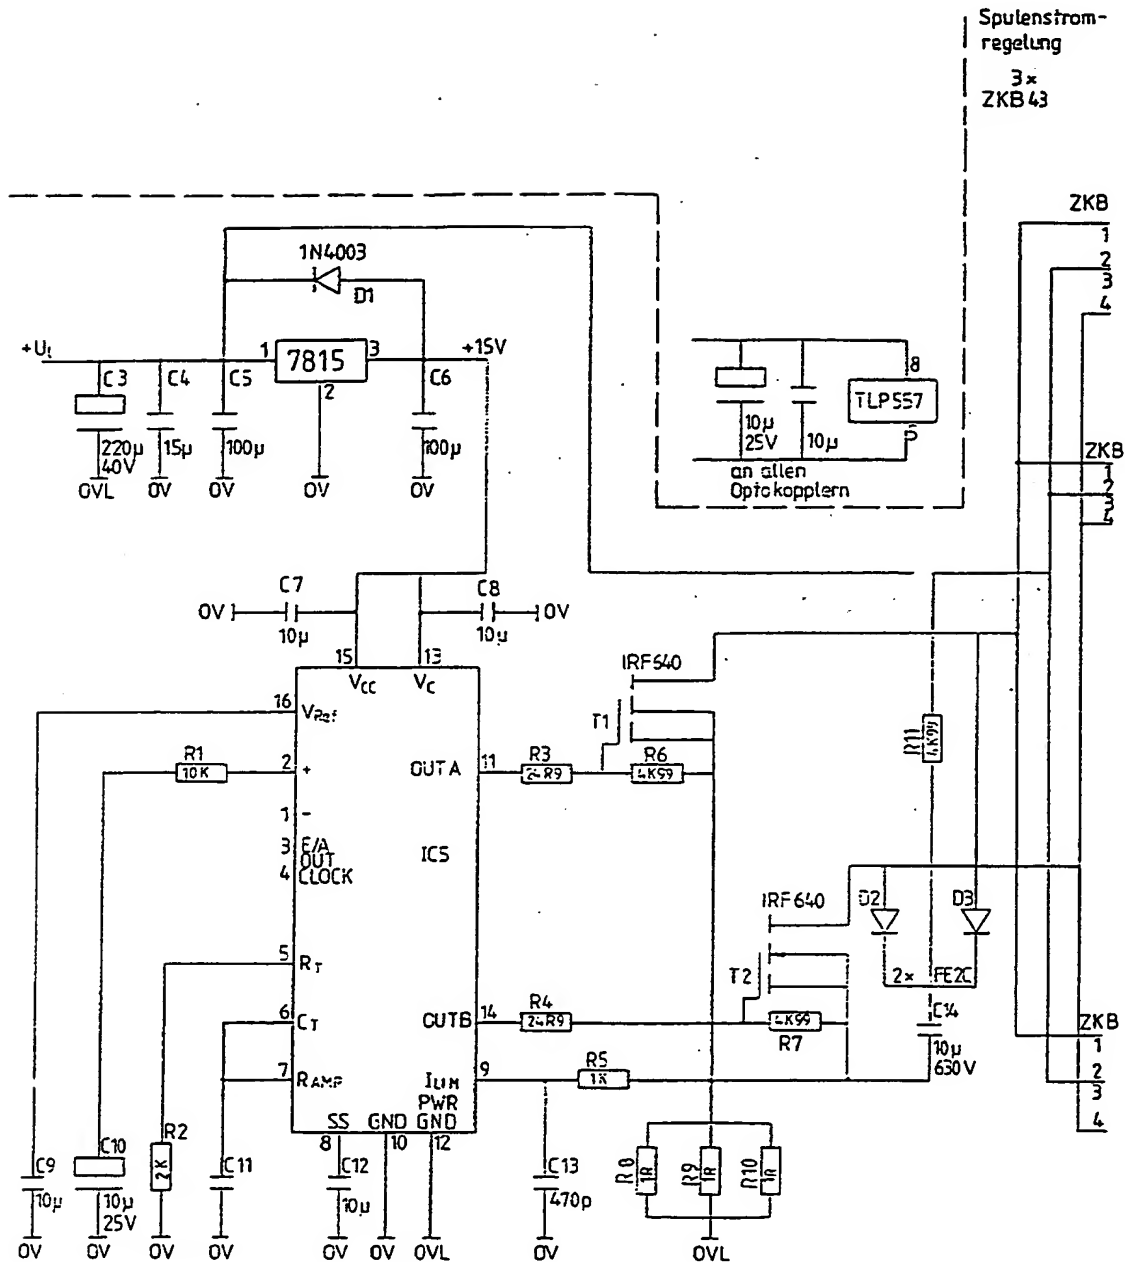 Spulenstrom-
regelung
3×
ZKB 43
ZKB
1
2
3
4
1N4003
D1
+U₁
1
7815
3
+15V
2
C3
C4
C5
C6
220µ
40V
15µ
100µ
100µ
0VL
0V
0V
0V
0V
8
TLP557
5
10µ
25V
10µ
an allen
Optokopplern
ZKB
1
2
3
4
C7
C8
0V
10µ
10µ
0V
15
13
VCC
VC
16
VRef
R1
10K
2
+
1
-
3
E/A
OUT
4
CLOCK
IC5
OUTA
11
R3
24R9
R6
4K99
T1
IRF640
R11
4K99
5
RT
6
CT
7
RAMP
OUTB
14
R4
24R9
T2
IRF640
4K99
R7
D2
D3
2×
FE2C
C14
10µ
630V
ZKB
1
2
3
4
ILIM
9
R5
1K
PWR
GND
SS
GND
8
10
12
C9
10µ
0V
C10
10µ
25V
0V
R2
2K
0V
C11
0V
C12
10µ
0V
0V
0VL
C13
470p
0V
R8
1R
R9
1R
R10
1R
0VL